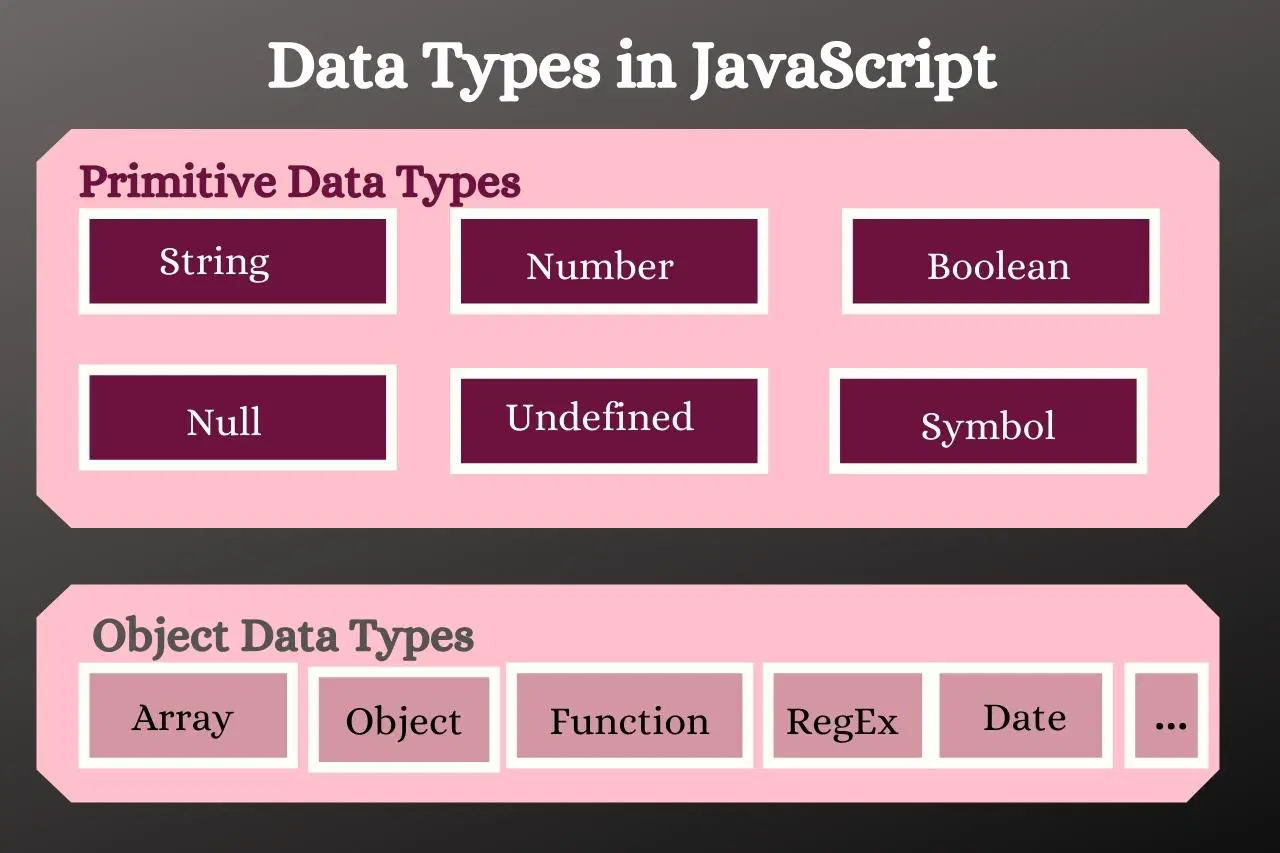 Data Types in JavaScript
Primitive Data Types
String
Number
Boolean
Null
Undefined
Symbol
Object Data Types
Array
Object
Function
RegEx
Date
...